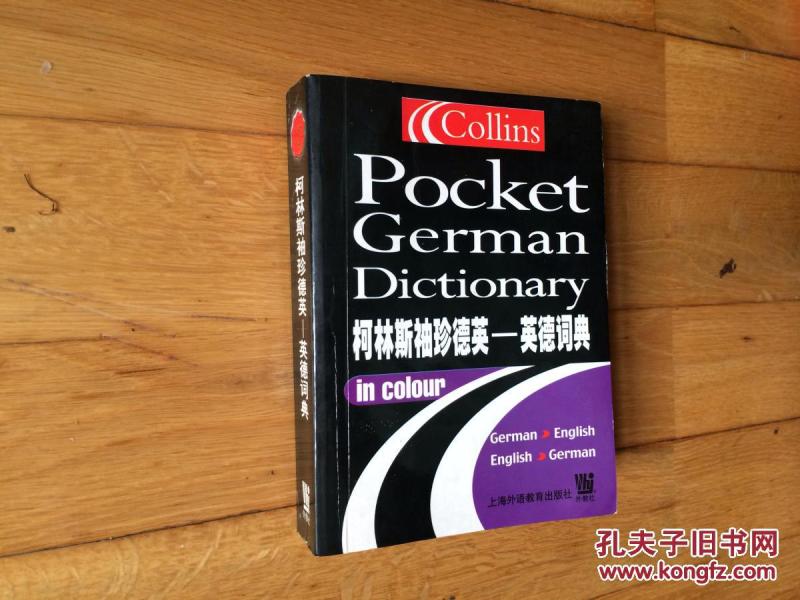 Collins
Pocket
German
Dictionary
柯林斯袖珍德英—英德词典
in colour
German > English
English > German
上海外语教育出版社
外教社
柯林斯袖珍德英—英德词典
孔夫子旧书网
www.kongfz.com